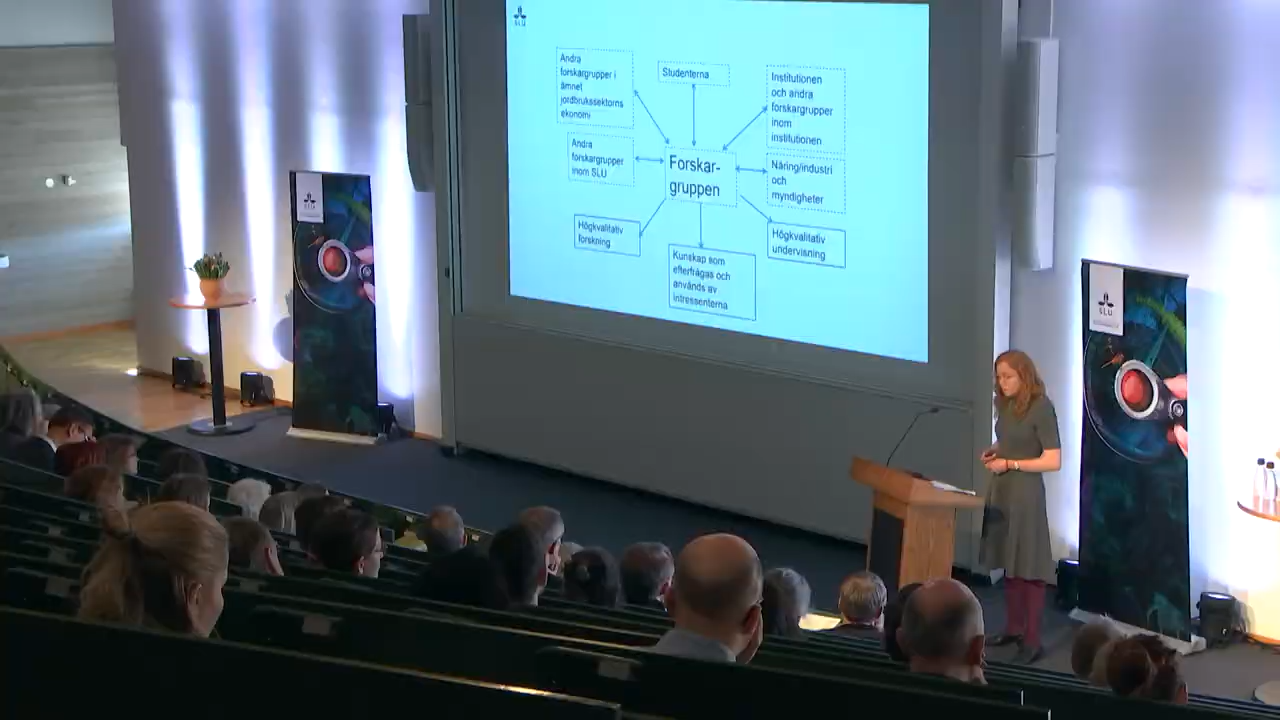 SLU
Andra
forskargrupper i
ämnet
jordbrukssektorns
ekonomi
Studenterna
Institutionen
och andra
forskargrupper
inom
institutionen
Andra
forskargrupper
inom SLU
Forskar-
gruppen
Näring/industri
och
myndigheter
Högkvalitativ
forskning
Kunskap som
efterfrågas och
används av
intressenterna
Högkvalitativ
undervisning
SLU
SLU